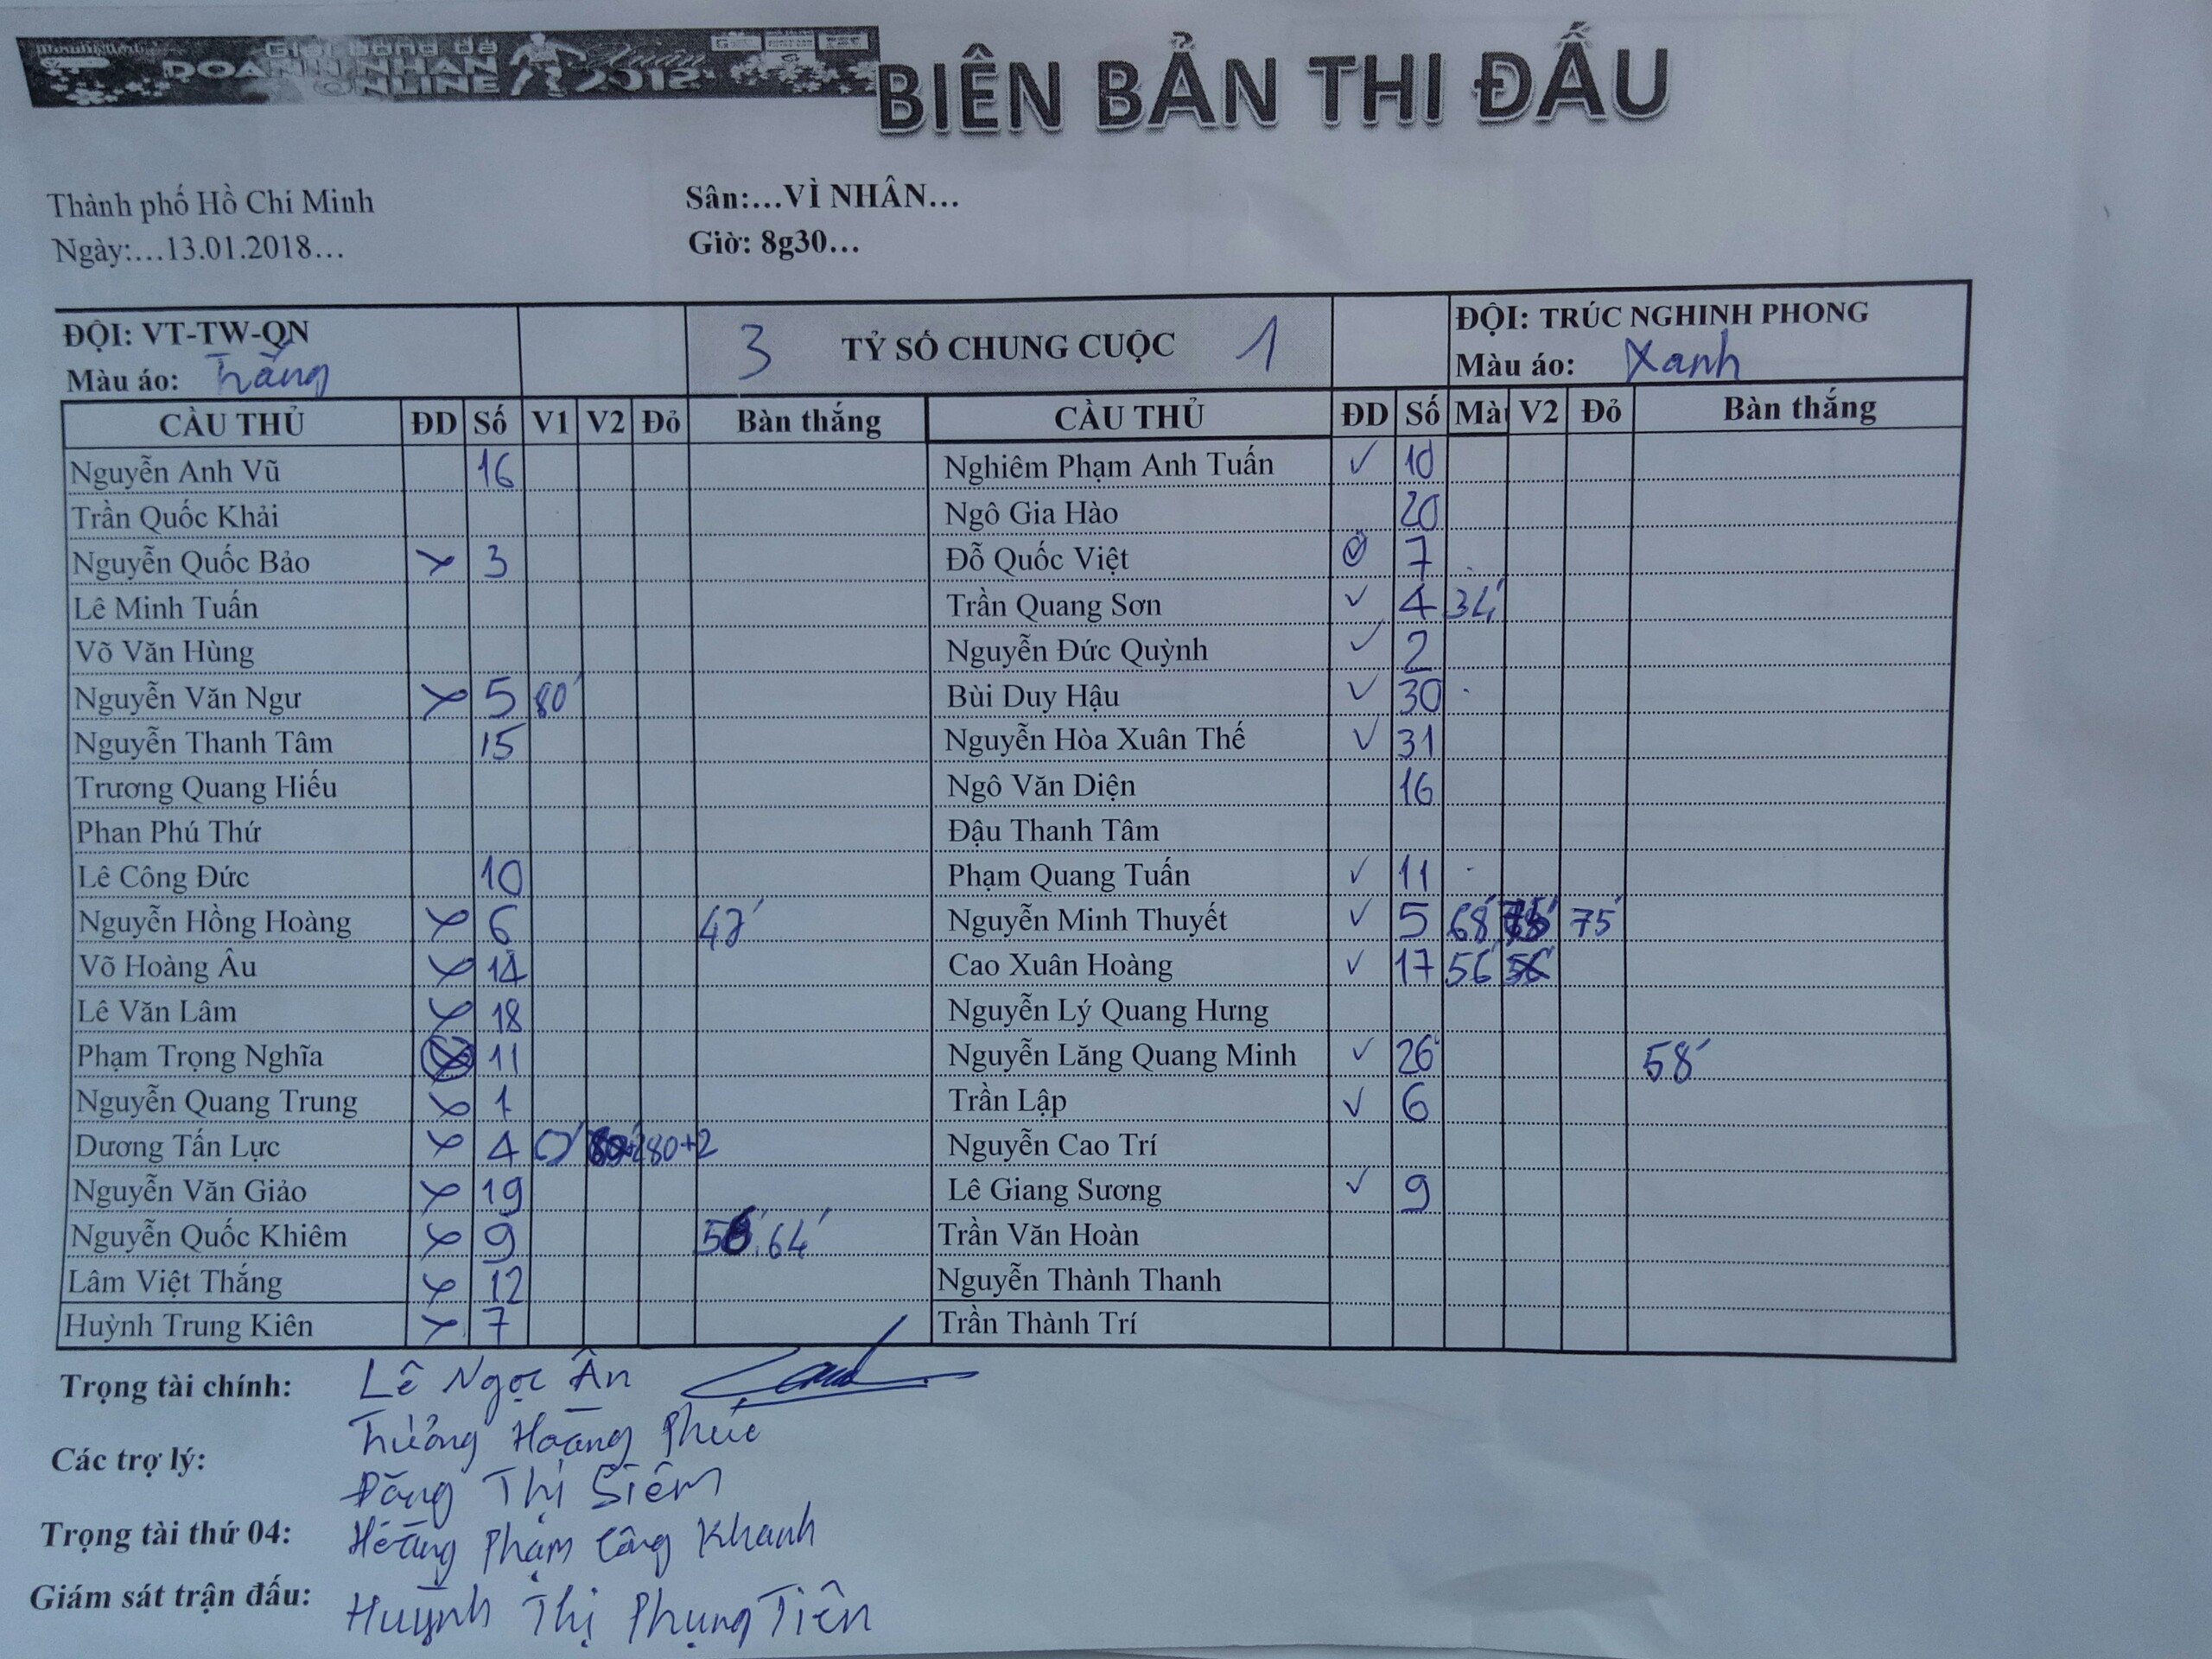 Giải bóng đá
DOANH NHÂN Xuân
ONLINE 2018
BIÊN BẢN THI ĐẤU
Thành phố Hồ Chí Minh Sân:...VÌ NHÂN...
Ngày:...13.01.2018... Giờ: 8g30...
ĐỘI: VT-TW-QN 3 TỶ SỐ CHUNG CUỘC 1 ĐỘI: TRÚC NGHINH PHONG
Màu áo: Trắng Màu áo: Xanh
CẦU THỦ ĐD Số V1 V2 Đỏ Bàn thắng CẦU THỦ ĐD Số Mà V2 Đỏ Bàn thắng
Nguyễn Anh Vũ 16 Nghiêm Phạm Anh Tuấn ✓ 10
Trần Quốc Khải Ngô Gia Hào 20
Nguyễn Quốc Bảo x 3 Đỗ Quốc Việt ✓ 7
Lê Minh Tuấn Trần Quang Sơn ✓ 4 34'
Võ Văn Hùng Nguyễn Đức Quỳnh ✓ 2
Nguyễn Văn Ngư x 5 80' Bùi Duy Hậu ✓ 30
Nguyễn Thanh Tâm 15 Nguyễn Hòa Xuân Thế ✓ 31
Trương Quang Hiếu Ngô Văn Diện 16
Phan Phú Thứ Đậu Thanh Tâm
Lê Công Đức 10 Phạm Quang Tuấn ✓ 11
Nguyễn Hồng Hoàng x 6 47' Nguyễn Minh Thuyết ✓ 5 68' 75'
Võ Hoàng Âu x 14 Cao Xuân Hoàng ✓ 17 56'
Lê Văn Lâm x 18 Nguyễn Lý Quang Hưng
Phạm Trọng Nghĩa x 11 Nguyễn Lăng Quang Minh ✓ 26 58'
Nguyễn Quang Trung x 1 Trần Lập ✓ 6
Dương Tấn Lực x 4 80+2 Nguyễn Cao Trí
Nguyễn Văn Giảo x 19 Lê Giang Sương ✓ 9
Nguyễn Quốc Khiêm x 9 56' 64' Trần Văn Hoàn
Lâm Việt Thắng x 12 Nguyễn Thành Thanh
Huỳnh Trung Kiên x 7 Trần Thành Trí
Trọng tài chính: Lê Ngọc Ân
Hoàng Phúc
Các trợ lý:
Đặng Thị Siêm
Trọng tài thứ 04: Hoàng Phạm Công Khanh
Giám sát trận đấu: Huỳnh Thị Phụng Tiên